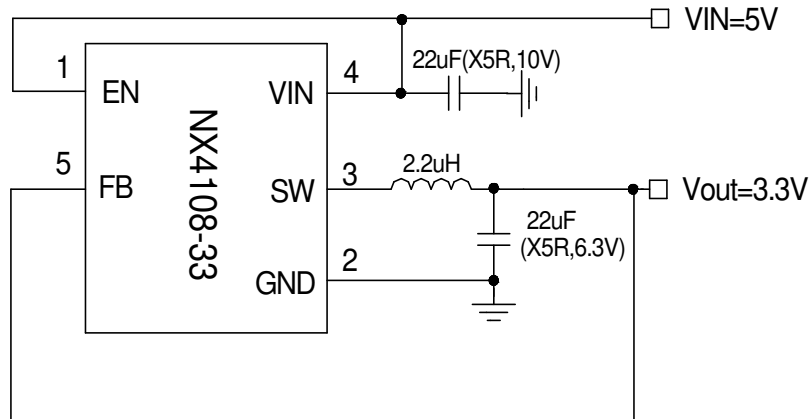 VIN=5V
22uF(X5R,10V)
1
4
EN
VIN
NX4108-33
2.2uH
5
3
FB
SW
Vout=3.3V
22uF
(X5R,6.3V)
2
GND